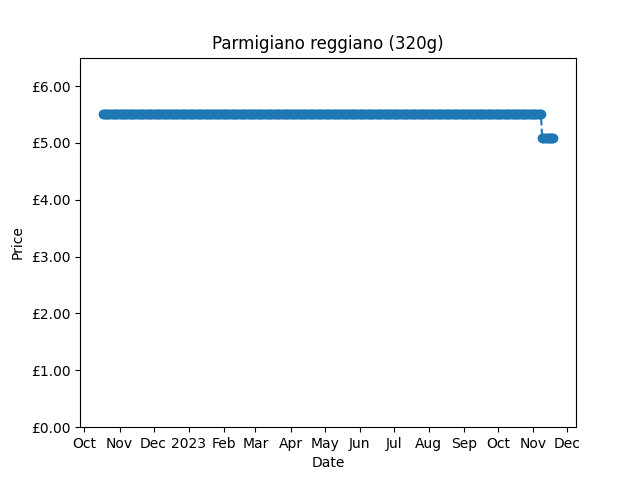 Parmigiano reggiano (320g)
£6.00
£5.00
£4.00
£3.00
£2.00
£1.00
£0.00
Price
Oct Nov Dec 2023 Feb Mar Apr May Jun Jul Aug Sep Oct Nov Dec
Date